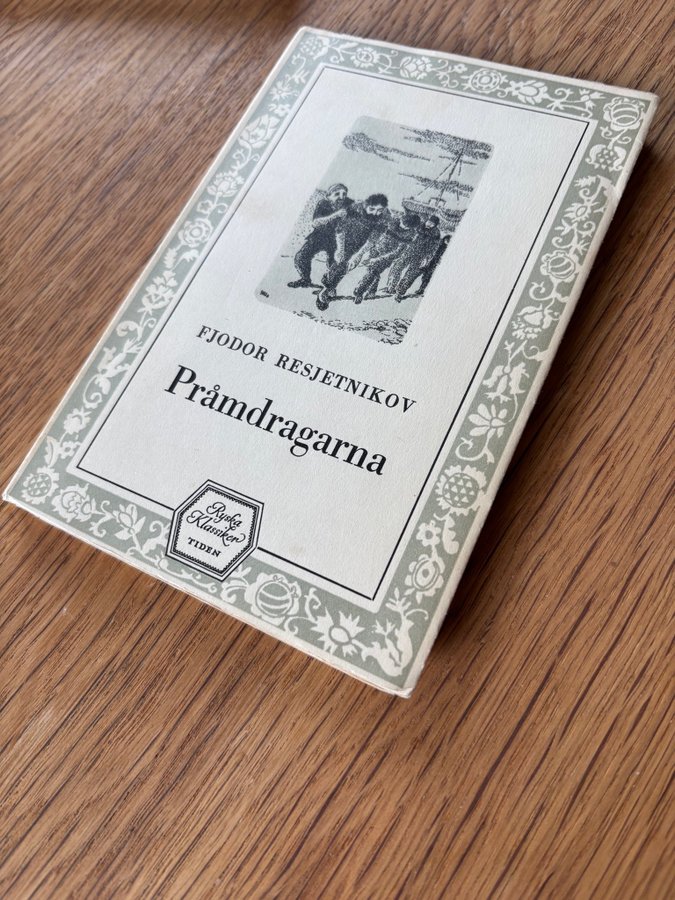 FJODOR RESJETNIKOV
Pråmdragarna
Ryska
Klassiker
TIDEN